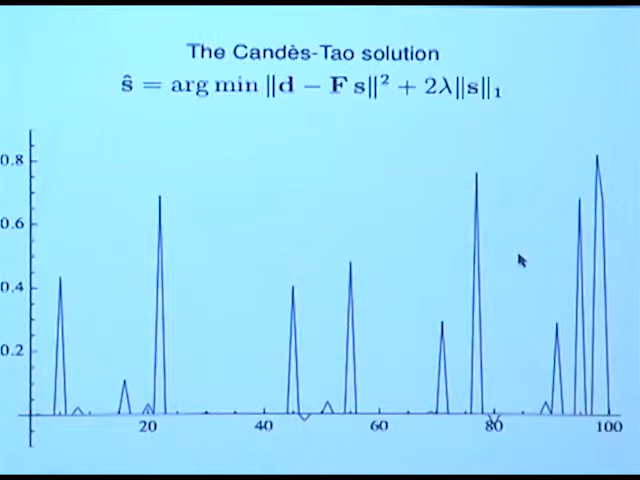 The Candès-Tao solution
ŝ = arg min ‖d − F s‖² + 2λ‖s‖₁
0.8
0.6
0.4
0.2
20 40 60 80 100